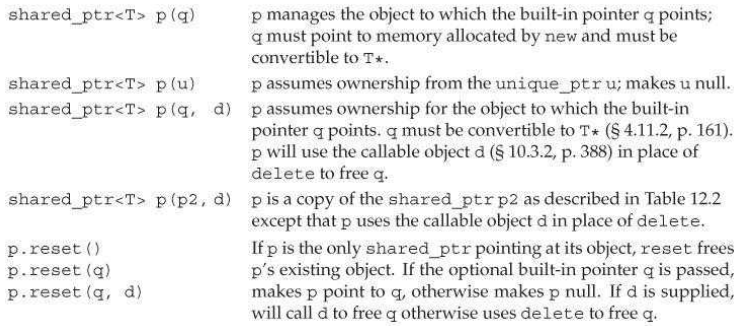 shared_ptr<T> p(q) p manages the object to which the built-in pointer q points;
q must point to memory allocated by new and must be
convertible to T*.
shared_ptr<T> p(u) p assumes ownership from the unique_ptr u; makes u null.
shared_ptr<T> p(q, d) p assumes ownership for the object to which the built-in
pointer q points. q must be convertible to T* (§ 4.11.2, p. 161).
p will use the callable object d (§ 10.3.2, p. 388) in place of
delete to free q.
shared_ptr<T> p(p2, d) p is a copy of the shared_ptr p2 as described in Table 12.2
except that p uses the callable object d in place of delete.
p.reset() If p is the only shared_ptr pointing at its object, reset frees
p.reset(q) p's existing object. If the optional built-in pointer q is passed,
p.reset(q, d) makes p point to q, otherwise makes p null. If d is supplied,
will call d to free q otherwise uses delete to free q.